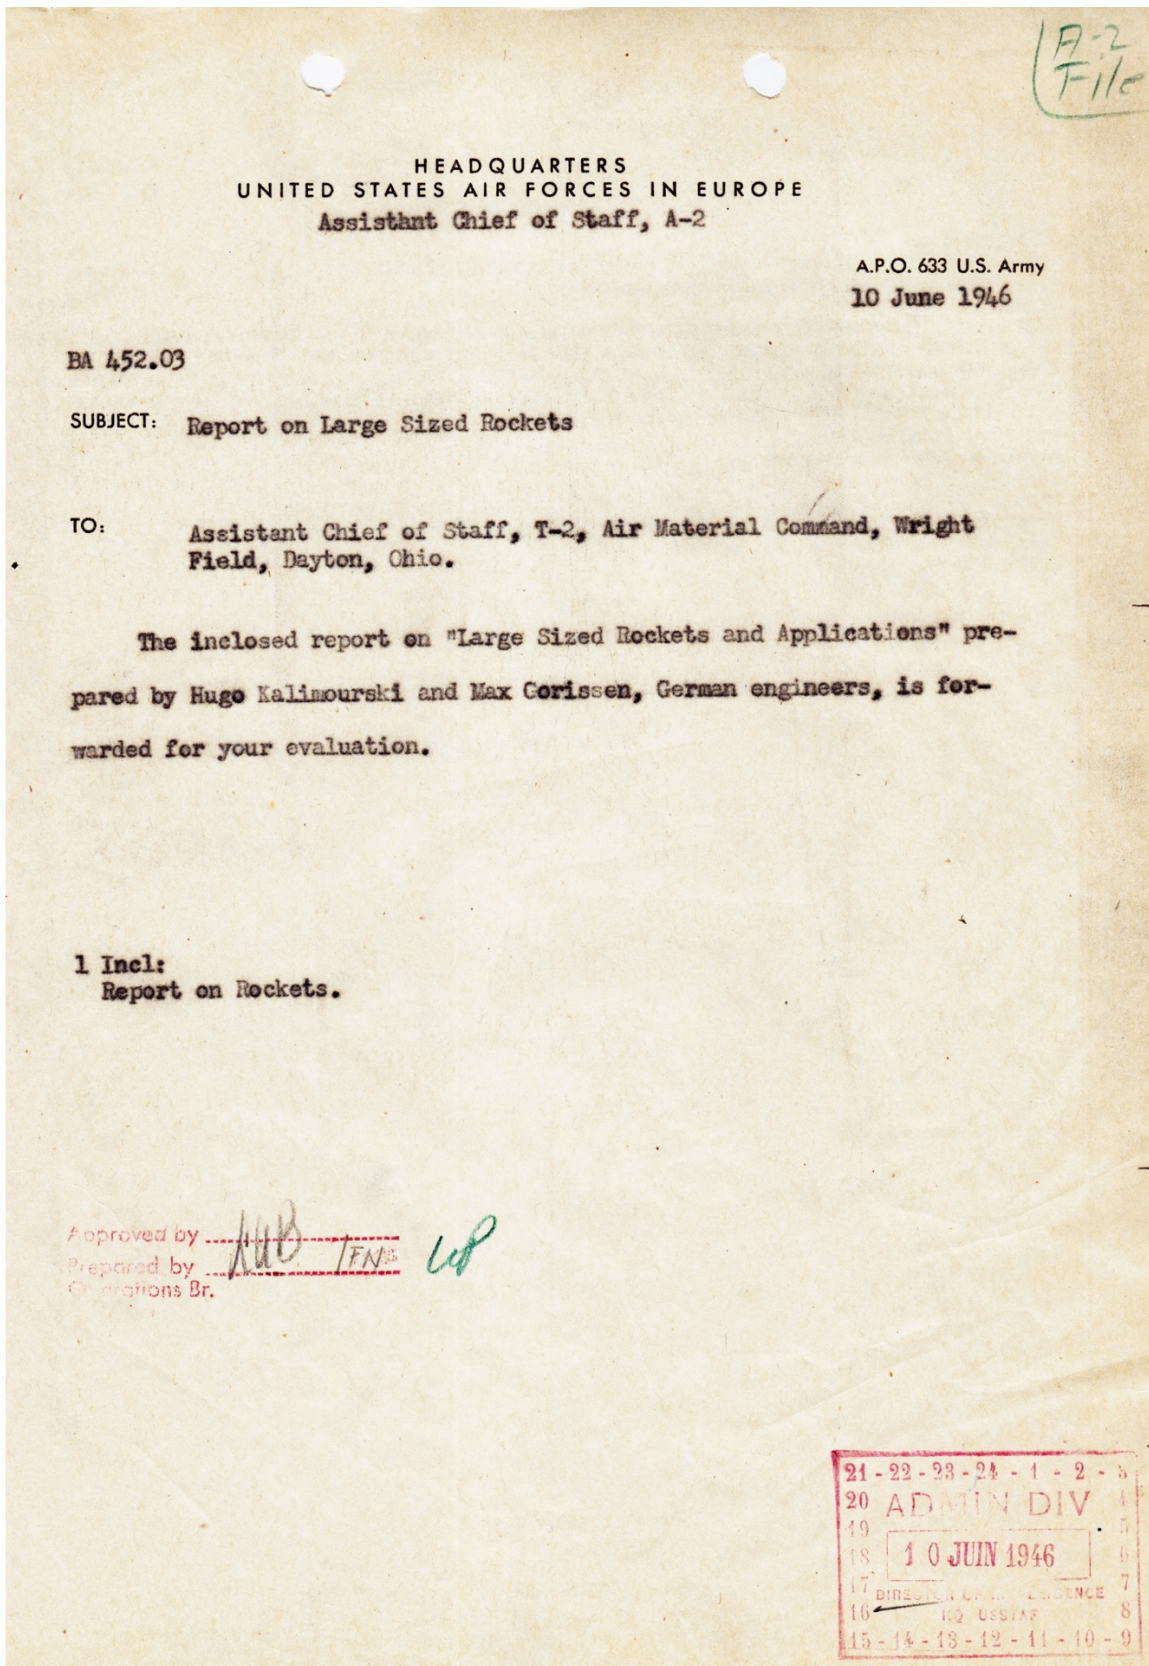 A-2
File
HEADQUARTERS
UNITED STATES AIR FORCES IN EUROPE
Assistant Chief of Staff, A-2
A.P.O. 633 U.S. Army
10 June 1946
BA 452.03
SUBJECT: Report on Large Sized Rockets
TO: Assistant Chief of Staff, T-2, Air Material Command, Wright
Field, Dayton, Ohio.
The inclosed report on "Large Sized Rockets and Applications" pre-
pared by Hugo Kalimourski and Max Corissen, German engineers, is for-
warded for your evaluation.
1 Incl:
Report on Rockets.
Approved by
Prepared by
Operations Br.
21-22-23-24-1-2-3
20 ADMIN DIV 4
19 5
18 10 JUIN 1946 6
17 DIRECTOR OF INTELLIGENCE 7
16 HQ USSTAF 8
15-14-13-12-11-10-9